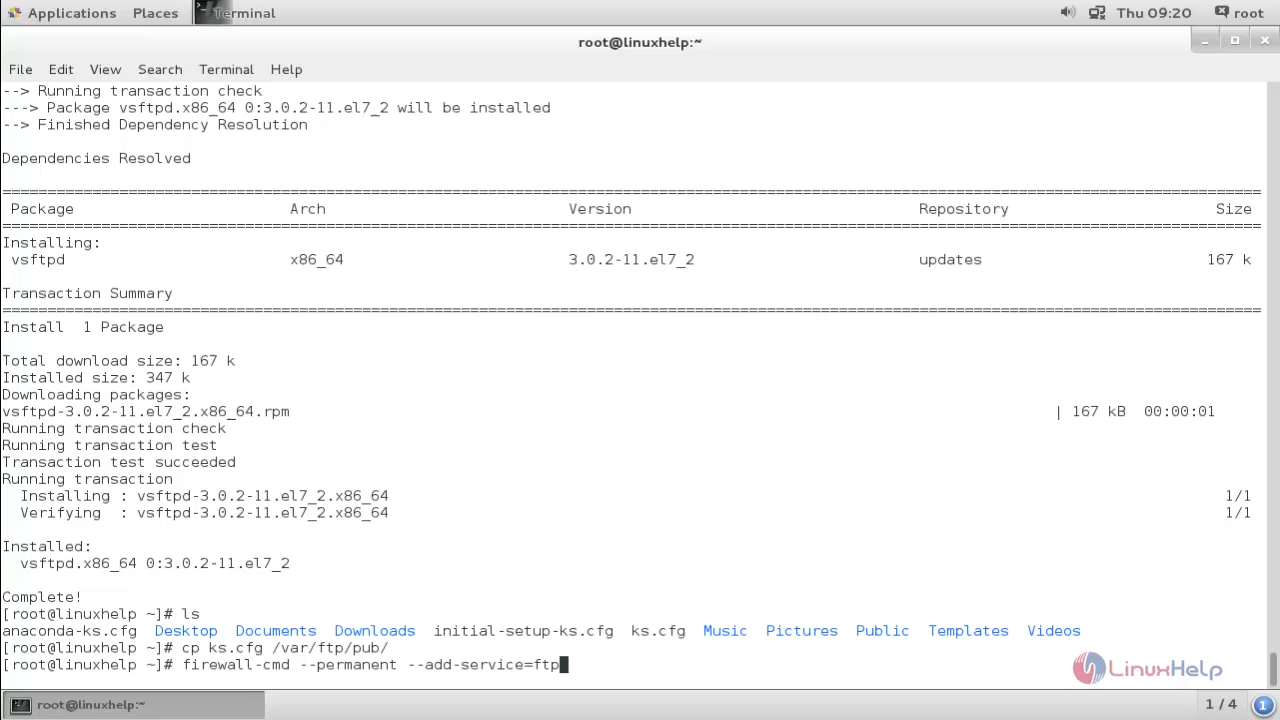 Applications Places Terminal Thu 09:20 root
root@linuxhelp:~
File Edit View Search Terminal Help
--> Running transaction check
---> Package vsftpd.x86_64 0:3.0.2-11.el7_2 will be installed
--> Finished Dependency Resolution
Dependencies Resolved
================================================================================
Package Arch Version Repository Size
================================================================================
Installing:
vsftpd x86_64 3.0.2-11.el7_2 updates 167 k
Transaction Summary
================================================================================
Install 1 Package
Total download size: 167 k
Installed size: 347 k
Downloading packages:
vsftpd-3.0.2-11.el7_2.x86_64.rpm | 167 kB 00:00:01
Running transaction check
Running transaction test
Transaction test succeeded
Running transaction
Installing : vsftpd-3.0.2-11.el7_2.x86_64 1/1
Verifying : vsftpd-3.0.2-11.el7_2.x86_64 1/1
Installed:
vsftpd.x86_64 0:3.0.2-11.el7_2
Complete!
[root@linuxhelp ~]# ls
anaconda-ks.cfg Desktop Documents Downloads initial-setup-ks.cfg ks.cfg Music Pictures Public Templates Videos
[root@linuxhelp ~]# cp ks.cfg /var/ftp/pub/
[root@linuxhelp ~]# firewall-cmd --permanent --add-service=ftp
LinuxHelp
root@linuxhelp:~ 1 / 4 1